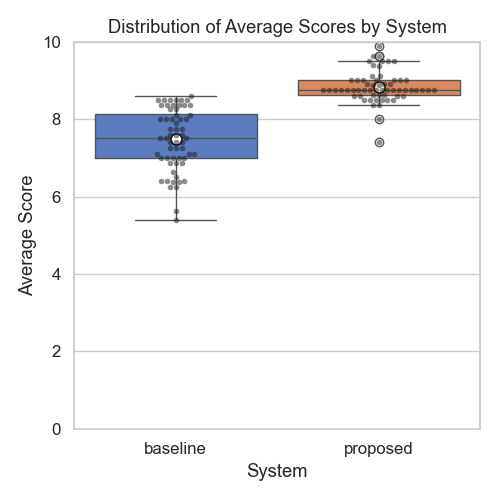 Distribution of Average Scores by System
10
8
6
4
2
0
Average Score
baseline
proposed
System